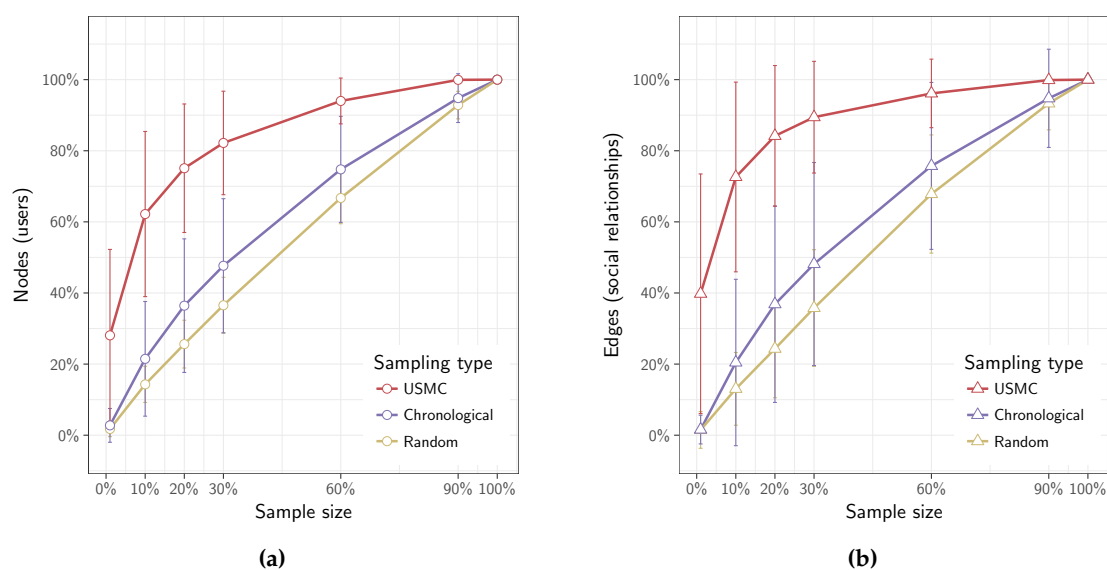 100%
80%
60%
40%
20%
0%
Nodes (users)
Sampling type
USMC
Chronological
Random
0% 10% 20% 30% 60% 90% 100%
Sample size
(a)
100%
80%
60%
40%
20%
0%
Edges (social relationships)
Sampling type
USMC
Chronological
Random
0% 10% 20% 30% 60% 90% 100%
Sample size
(b)